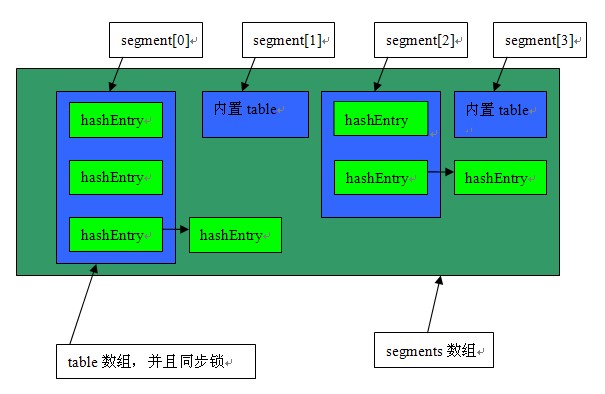 segment[0]
segment[1]
segment[2]
segment[3]
hashEntry
内置 table
hashEntry
内置 table
hashEntry
hashEntry
hashEntry
hashEntry
hashEntry
table 数组，并且同步锁
segments 数组